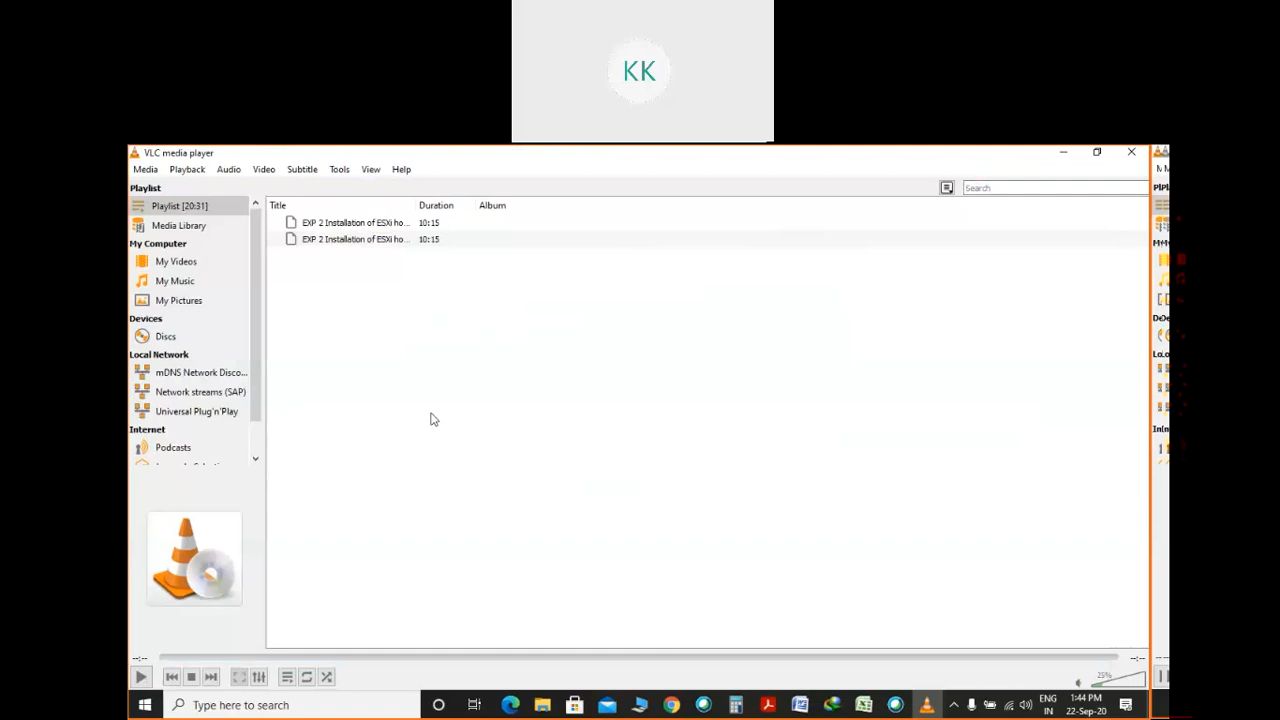 KK
VLC media player
Media Playback Audio Video Subtitle Tools View Help
Playlist
Search
Playlist [20:31]
Title Duration Album
Media Library
EXP 2 Installation of ESXi ho... 10:15
EXP 2 Installation of ESXi ho... 10:15
My Computer
My Videos
My Music
My Pictures
Devices
Discs
Local Network
mDNS Network Disco...
Network streams (SAP)
Universal Plug'n'Play
Internet
Podcasts
--:-- --:--
25%
Type here to search
ENG
IN
1:44 PM
22-Sep-20